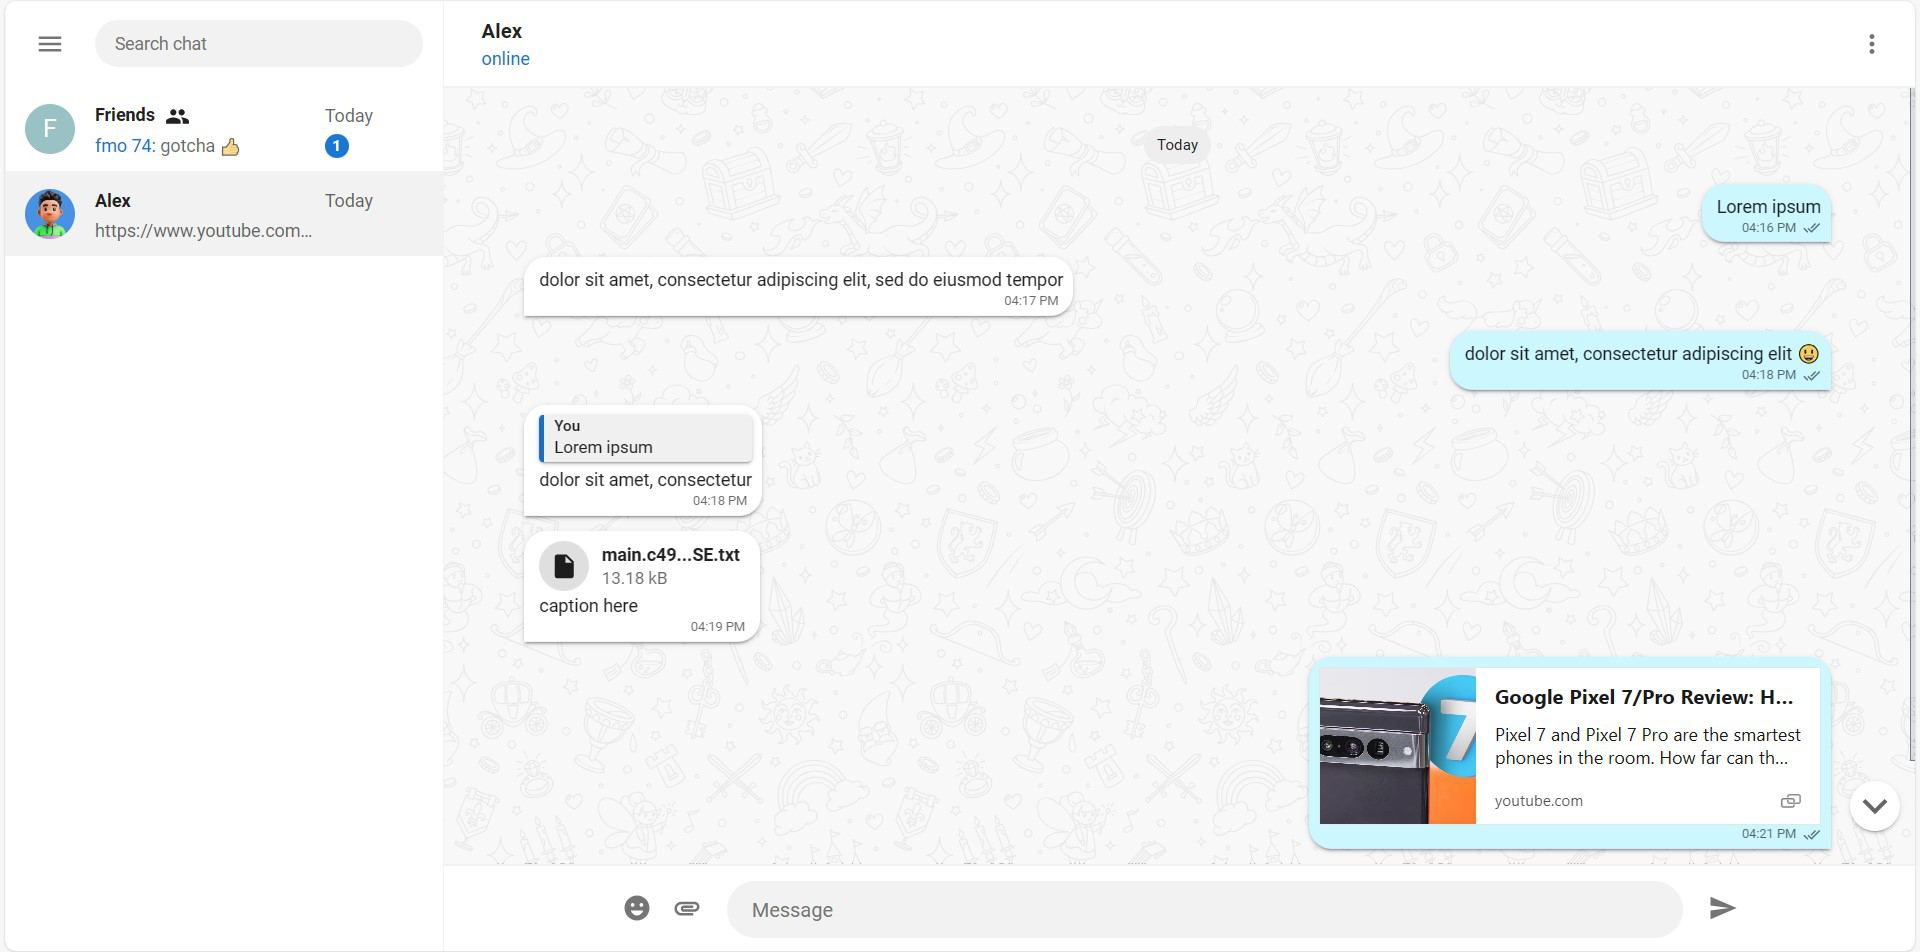 Search chat
F
Friends
Today
fmo 74: gotcha 👍
1
Alex
Today
https://www.youtube.com...
Alex
online
Today
Lorem ipsum
04:16 PM
dolor sit amet, consectetur adipiscing elit, sed do eiusmod tempor
04:17 PM
dolor sit amet, consectetur adipiscing elit 😃
04:18 PM
You
Lorem ipsum
dolor sit amet, consectetur
04:18 PM
main.c49...SE.txt
13.18 kB
caption here
04:19 PM
7
Google Pixel 7/Pro Review: H...
Pixel 7 and Pixel 7 Pro are the smartest
phones in the room. How far can th...
youtube.com
04:21 PM
Message